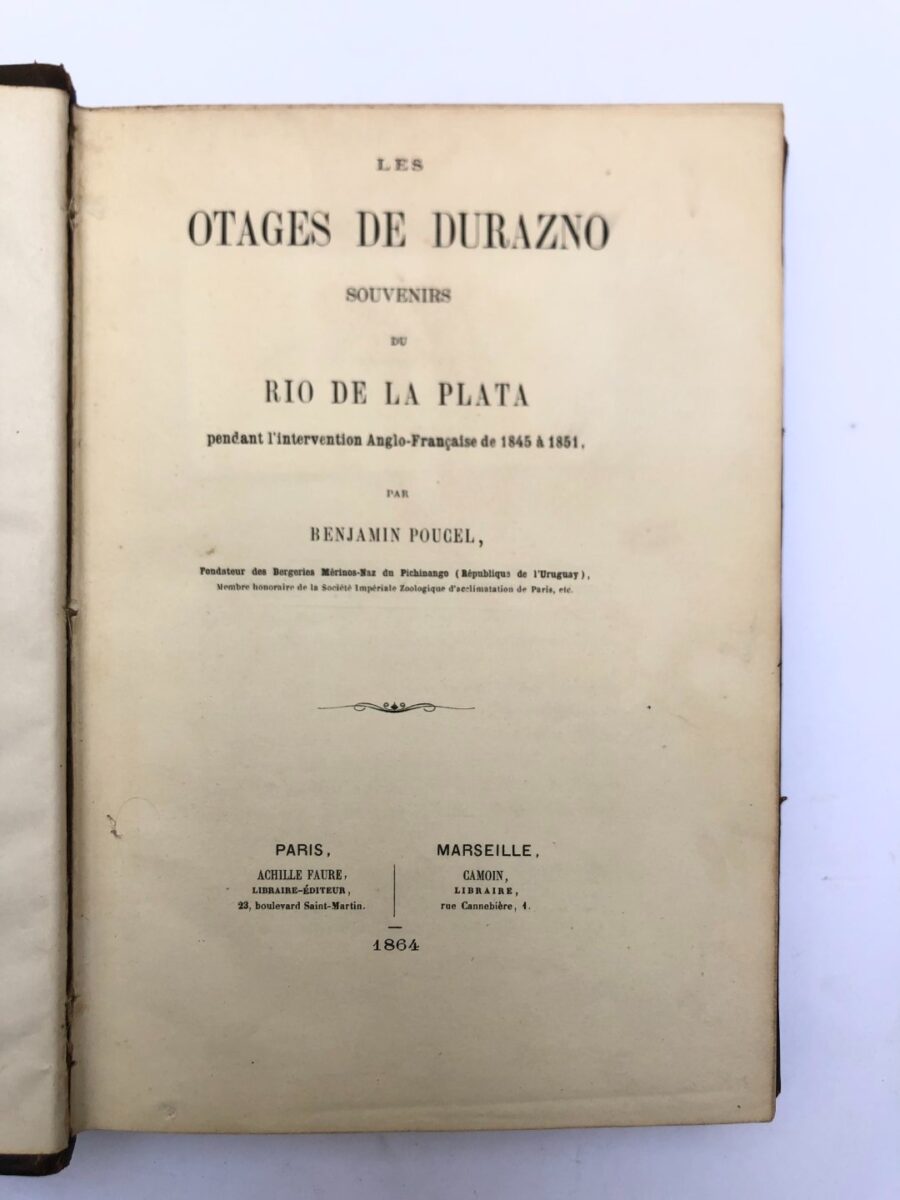 LES
OTAGES DE DURAZNO
SOUVENIRS
DU
RIO DE LA PLATA
pendant l'intervention Anglo-Française de 1845 à 1851.
PAR
BENJAMIN POUCEL,
Fondateur des Bergeries Mérinos-Naz du Pichinango (République de l'Uruguay),
Membre honoraire de la Société Impériale Zoologique d'acclimatation de Paris, etc.
PARIS,
ACHILLE FAURE,
LIBRAIRE-ÉDITEUR,
23, boulevard Saint-Martin.
MARSEILLE,
CAMOIN,
LIBRAIRE,
rue Cannebière, 1.
1864